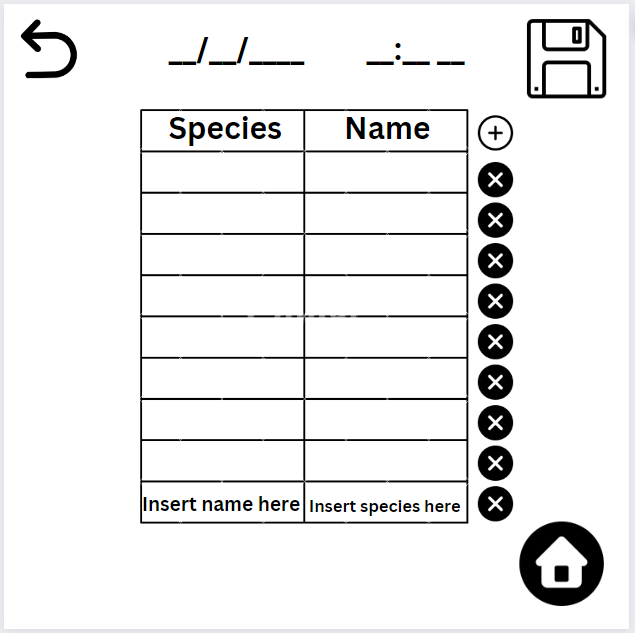 __/__/____ __:__ __
Species Name
Insert name here Insert species here